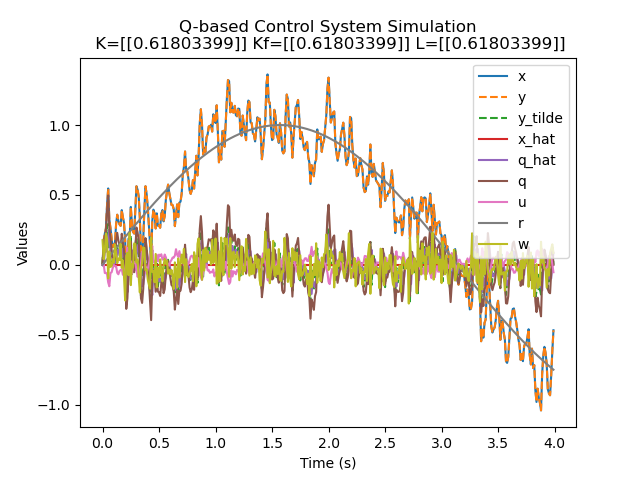 Q-based Control System Simulation
K=[[0.61803399]] Kf=[[0.61803399]] L=[[0.61803399]]
Values
1.0
0.5
0.0
−0.5
−1.0
x
y
y_tilde
x_hat
q_hat
q
u
r
w
0.0 0.5 1.0 1.5 2.0 2.5 3.0 3.5 4.0
Time (s)